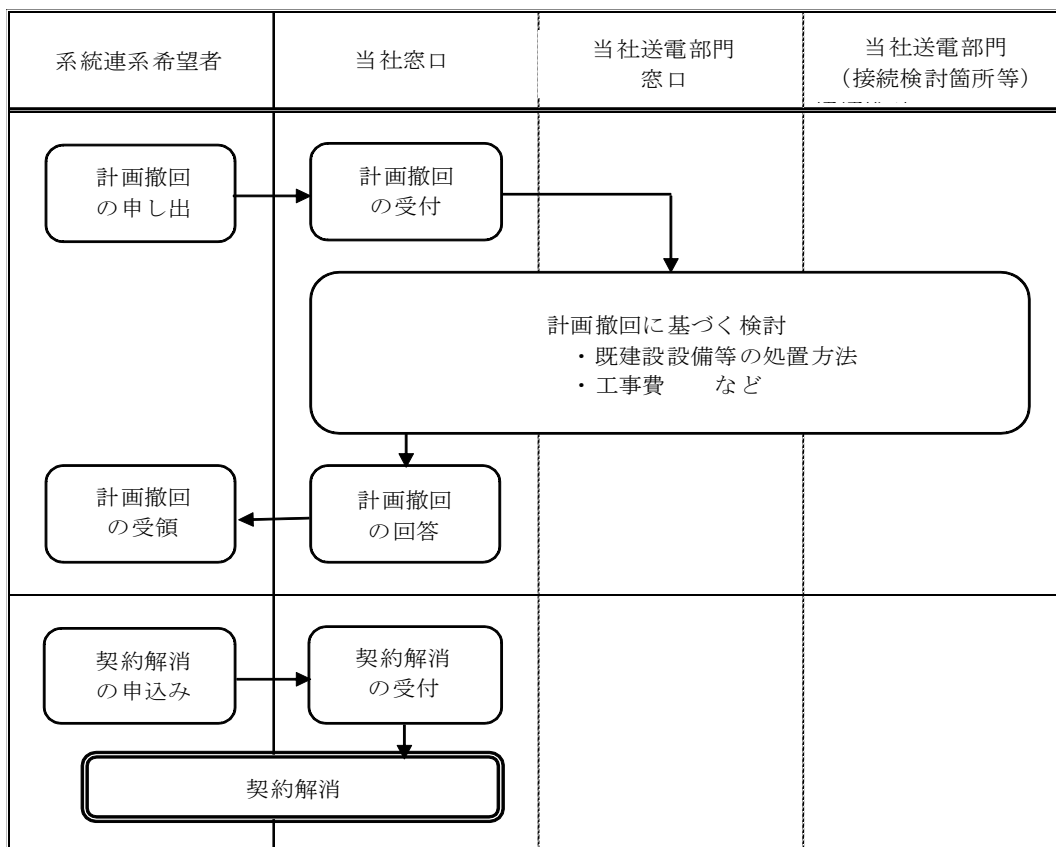 系統連系希望者
当社窓口
当社送電部門
窓口
当社送電部門
（接続検討箇所等）
計画撤回
の申し出
計画撤回
の受付
計画撤回に基づく検討
・既建設設備等の処置方法
・工事費　　など
計画撤回
の受領
計画撤回
の回答
契約解消
の申込み
契約解消
の受付
契約解消